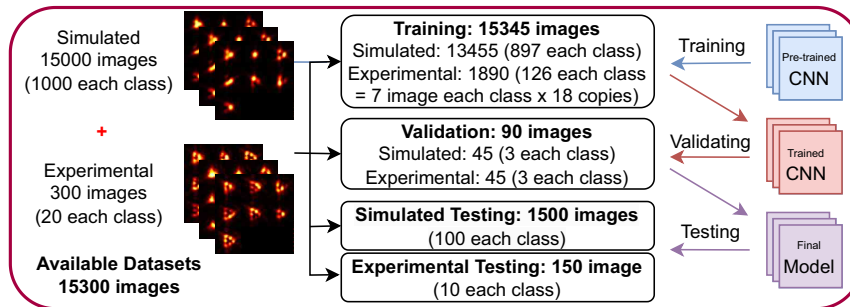 Simulated
15000 images
(1000 each class)
+
Experimental
300 images
(20 each class)
Available Datasets
15300 images
Training: 15345 images
Simulated: 13455 (897 each class)
Experimental: 1890 (126 each class
= 7 image each class x 18 copies)
Validation: 90 images
Simulated: 45 (3 each class)
Experimental: 45 (3 each class)
Simulated Testing: 1500 images
(100 each class)
Experimental Testing: 150 image
(10 each class)
Training
Validating
Testing
Pre-trained
CNN
Trained
CNN
Final
Model